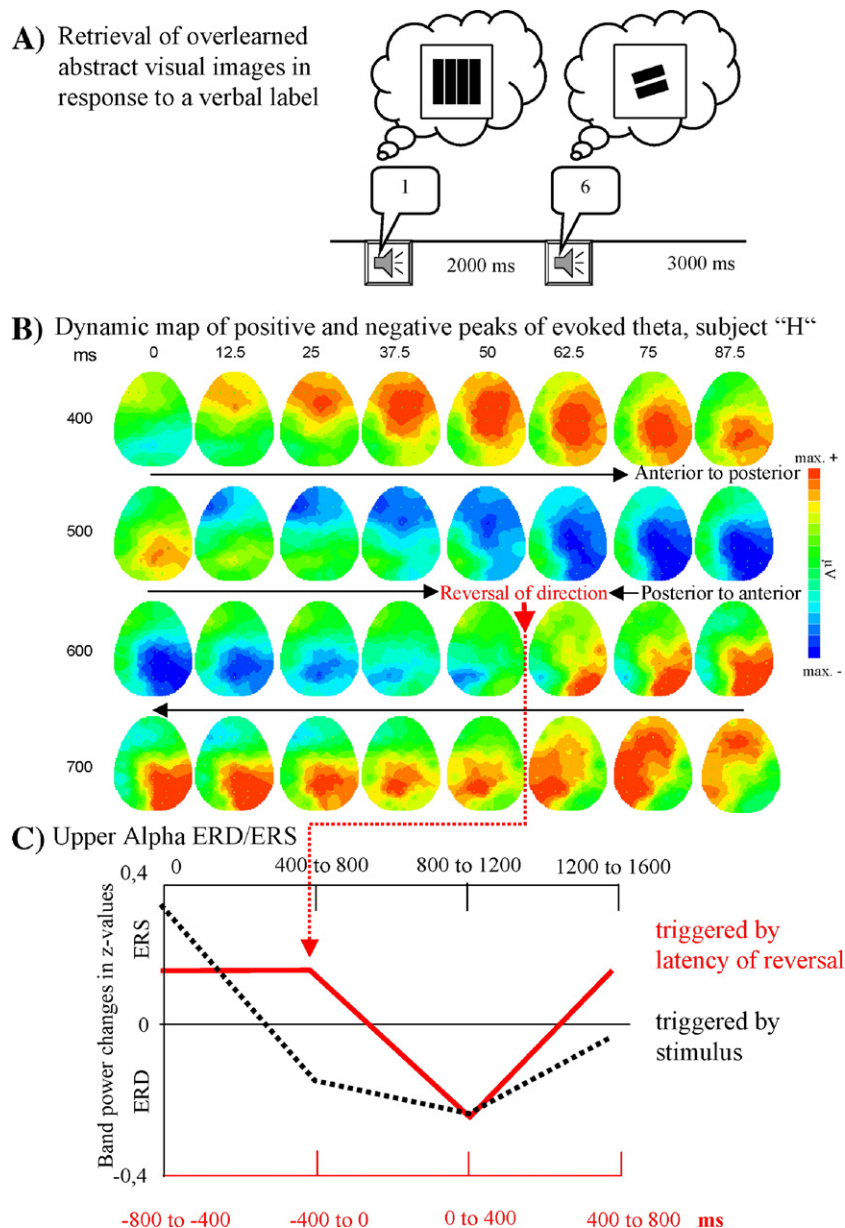 A) Retrieval of overlearned
abstract visual images in
response to a verbal label
1
6
2000 ms
3000 ms
B) Dynamic map of positive and negative peaks of evoked theta, subject “H“
ms 0 12.5 25 37.5 50 62.5 75 87.5
400
max. +
Anterior to posterior
500
µV
Reversal of direction
Posterior to anterior
600
max. -
700
C) Upper Alpha ERD/ERS
0 400 to 800 800 to 1200 1200 to 1600
0,4
Band power changes in z-values
ERS
ERD
triggered by
latency of reversal
0
triggered by
stimulus
-0,4
-800 to -400 -400 to 0 0 to 400 400 to 800 ms